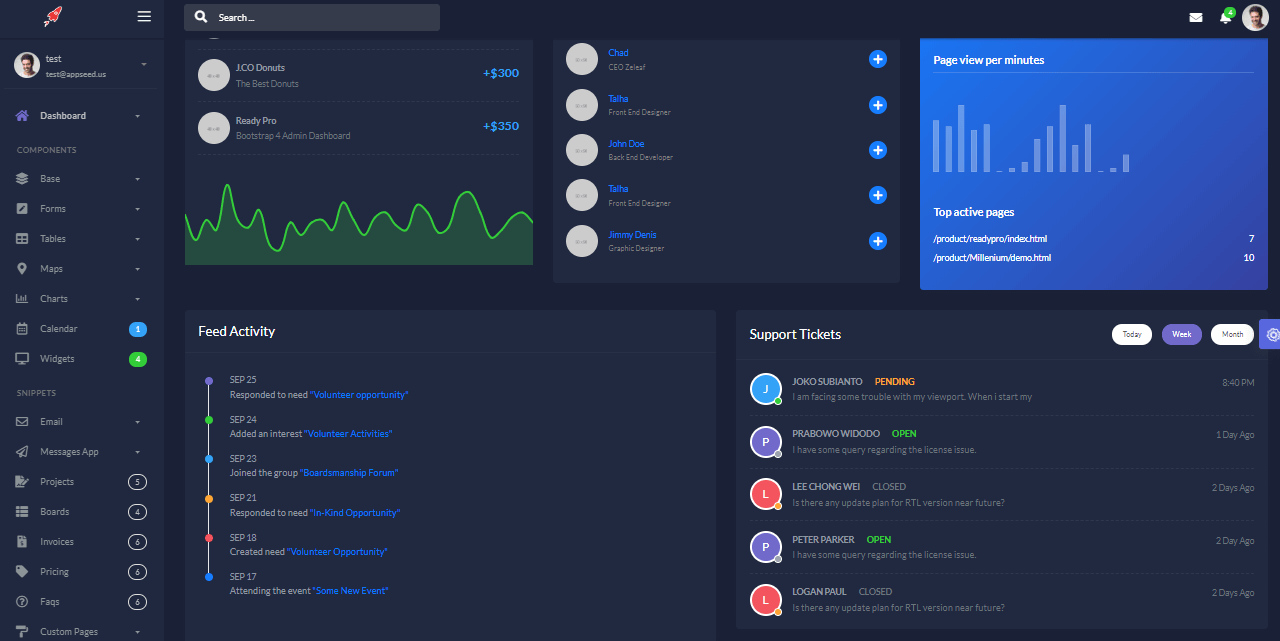 Search ...
4
test
test@appseed.us
Dashboard
COMPONENTS
Base
Forms
Tables
Maps
Charts
Calendar
1
Widgets
4
SNIPPETS
Email
Messages App
Projects
5
Boards
4
Invoices
6
Pricing
6
Faqs
6
Custom Pages
J.CO Donuts
The Best Donuts
+$300
Ready Pro
Bootstrap 4 Admin Dashboard
+$350
Chad
CEO Zeleaf
Talha
Front End Designer
John Doe
Back End Developer
Talha
Front End Designer
Jimmy Denis
Graphic Designer
Page view per minutes
Top active pages
/product/readypro/index.html
7
/product/Millenium/demo.html
10
Feed Activity
SEP 25
Responded to need "Volunteer opportunity"
SEP 24
Added an interest "Volunteer Activities"
SEP 23
Joined the group "Boardsmanship Forum"
SEP 21
Responded to need "In-Kind Opportunity"
SEP 18
Created need "Volunteer Opportunity"
SEP 17
Attending the event "Some New Event"
Support Tickets
Today
Week
Month
J
JOKO SUBIANTO PENDING
8:40 PM
I am facing some trouble with my viewport. When i start my
P
PRABOWO WIDODO OPEN
1 Day Ago
I have some query regarding the license issue.
L
LEE CHONG WEI CLOSED
2 Days Ago
Is there any update plan for RTL version near future?
P
PETER PARKER OPEN
2 Day Ago
I have some query regarding the license issue.
L
LOGAN PAUL CLOSED
2 Days Ago
Is there any update plan for RTL version near future?